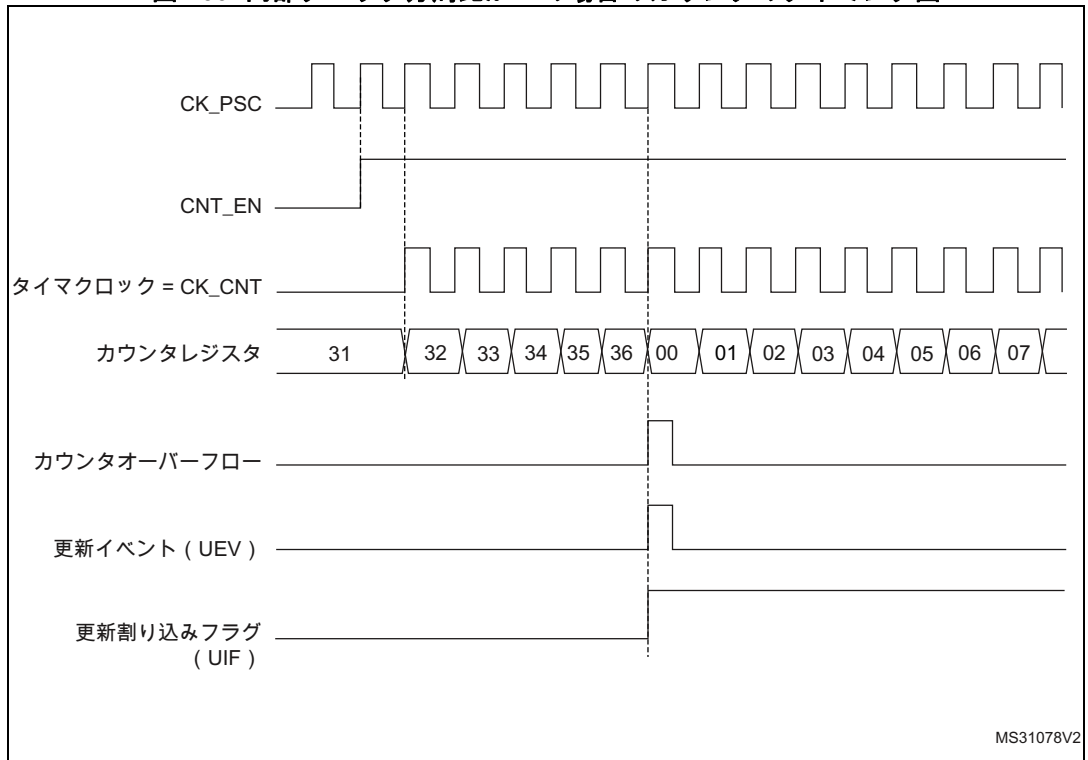 CK_PSC
CNT_EN
タイマクロック = CK_CNT
カウンタレジスタ 31 32 33 34 35 36 00 01 02 03 04 05 06 07
カウンタオーバーフロー
更新イベント ( UEV )
更新割り込みフラグ
( UIF )
MS31078V2